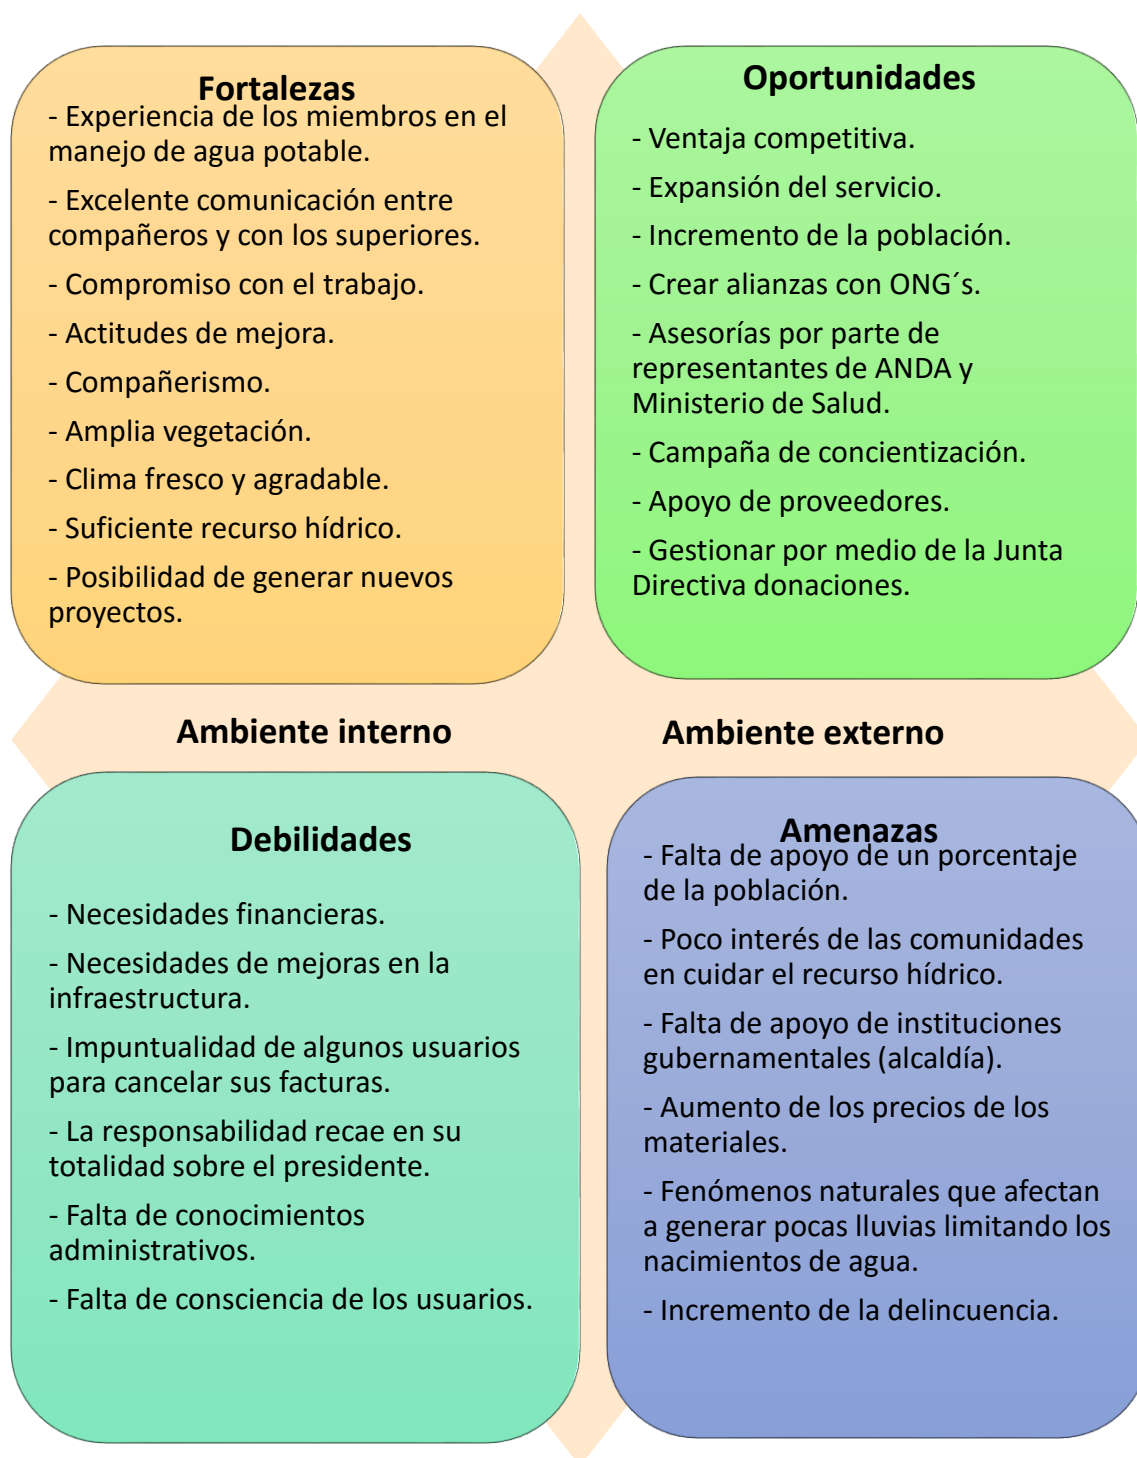 Fortalezas
- Experiencia de los miembros en el
manejo de agua potable.
- Excelente comunicación entre
compañeros y con los superiores.
- Compromiso con el trabajo.
- Actitudes de mejora.
- Compañerismo.
- Amplia vegetación.
- Clima fresco y agradable.
- Suficiente recurso hídrico.
- Posibilidad de generar nuevos
proyectos.
Oportunidades
- Ventaja competitiva.
- Expansión del servicio.
- Incremento de la población.
- Crear alianzas con ONG´s.
- Asesorías por parte de
representantes de ANDA y
Ministerio de Salud.
- Campaña de concientización.
- Apoyo de proveedores.
- Gestionar por medio de la Junta
Directiva donaciones.
Ambiente interno
Ambiente externo
Debilidades
- Necesidades financieras.
- Necesidades de mejoras en la
infraestructura.
- Impuntualidad de algunos usuarios
para cancelar sus facturas.
- La responsabilidad recae en su
totalidad sobre el presidente.
- Falta de conocimientos
administrativos.
- Falta de consciencia de los usuarios.
Amenazas
- Falta de apoyo de un porcentaje
de la población.
- Poco interés de las comunidades
en cuidar el recurso hídrico.
- Falta de apoyo de instituciones
gubernamentales (alcaldía).
- Aumento de los precios de los
materiales.
- Fenómenos naturales que afectan
a generar pocas lluvias limitando los
nacimientos de agua.
- Incremento de la delincuencia.